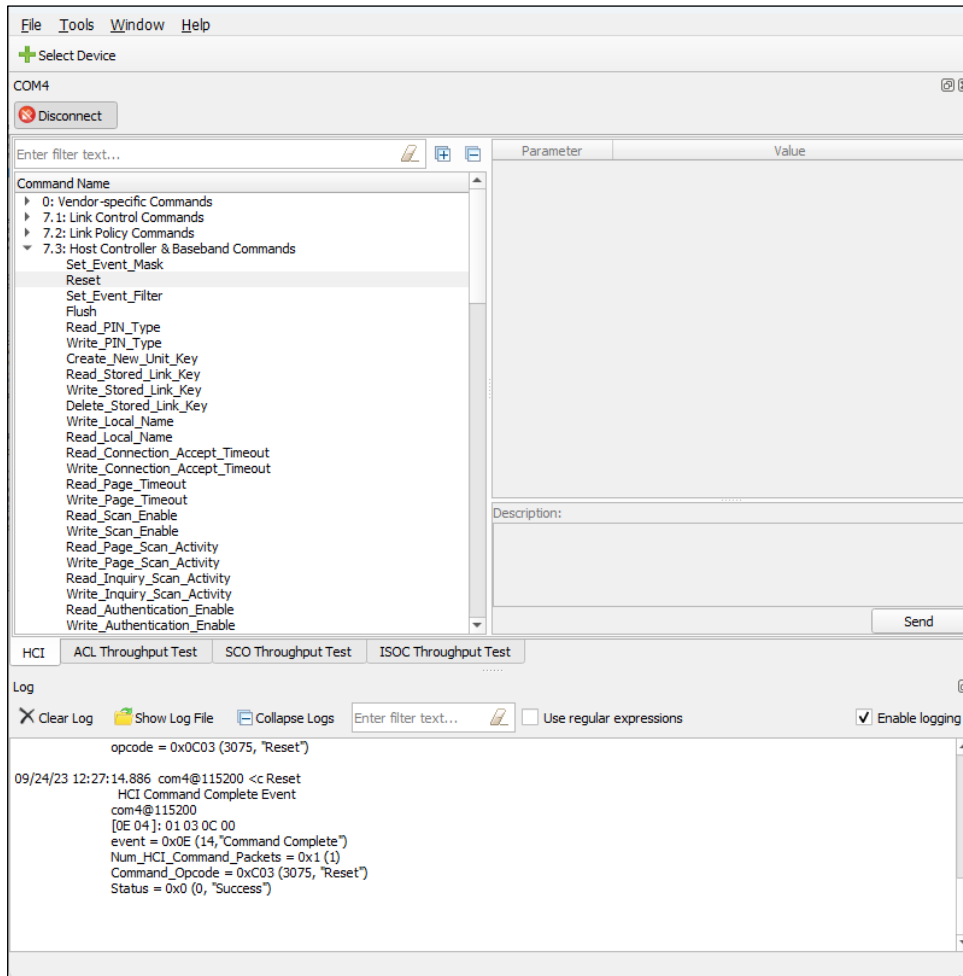 File Tools Window Help
Select Device
COM4
Disconnect
Enter filter text...
Parameter Value
Command Name
0: Vendor-specific Commands
7.1: Link Control Commands
7.2: Link Policy Commands
7.3: Host Controller & Baseband Commands
Set_Event_Mask
Reset
Set_Event_Filter
Flush
Read_PIN_Type
Write_PIN_Type
Create_New_Unit_Key
Read_Stored_Link_Key
Write_Stored_Link_Key
Delete_Stored_Link_Key
Write_Local_Name
Read_Local_Name
Read_Connection_Accept_Timeout
Write_Connection_Accept_Timeout
Read_Page_Timeout
Write_Page_Timeout
Read_Scan_Enable
Write_Scan_Enable
Read_Page_Scan_Activity
Write_Page_Scan_Activity
Read_Inquiry_Scan_Activity
Write_Inquiry_Scan_Activity
Read_Authentication_Enable
Write_Authentication_Enable
Description:
Send
HCI ACL Throughput Test SCO Throughput Test ISOC Throughput Test
Log
Clear Log Show Log File Collapse Logs Enter filter text... Use regular expressions Enable logging
opcode = 0x0C03 (3075, "Reset")
09/24/23 12:27:14.886 com4@115200 <c Reset
HCI Command Complete Event
com4@115200
[0E 04]: 01 03 0C 00
event = 0x0E (14,"Command Complete")
Num_HCI_Command_Packets = 0x1 (1)
Command_Opcode = 0xC03 (3075, "Reset")
Status = 0x0 (0, "Success")